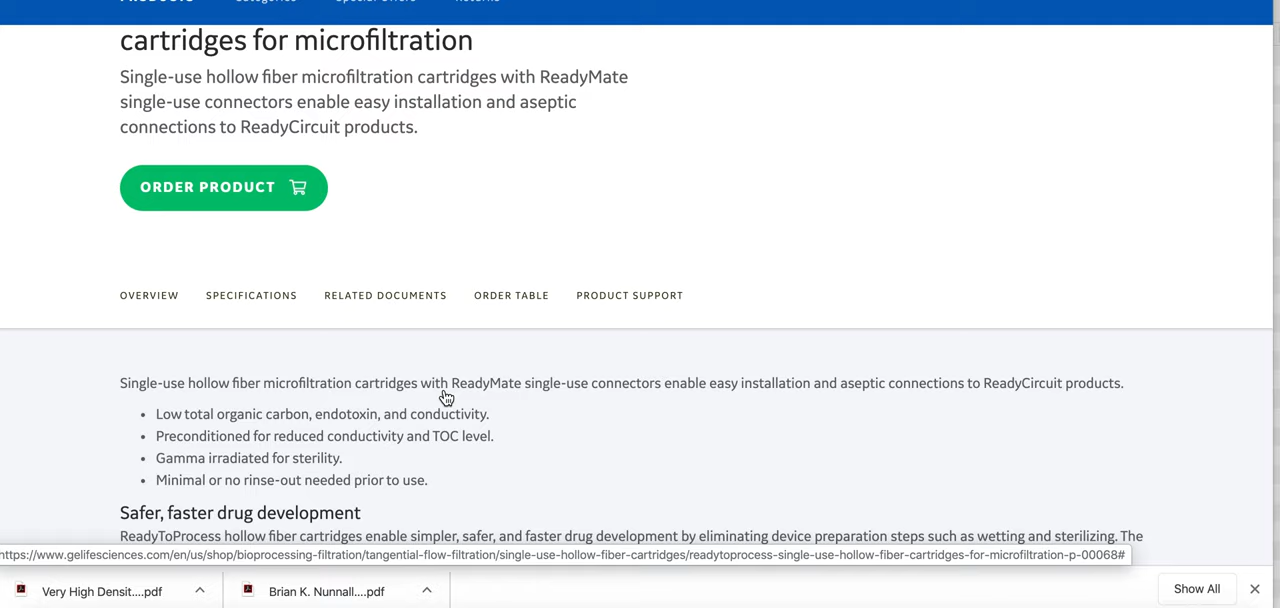 PRODUCTS Categories Special Offers Returns
cartridges for microfiltration
Single-use hollow fiber microfiltration cartridges with ReadyMate
single-use connectors enable easy installation and aseptic
connections to ReadyCircuit products.
ORDER PRODUCT
OVERVIEW SPECIFICATIONS RELATED DOCUMENTS ORDER TABLE PRODUCT SUPPORT
Single-use hollow fiber microfiltration cartridges with ReadyMate single-use connectors enable easy installation and aseptic connections to ReadyCircuit products.
• Low total organic carbon, endotoxin, and conductivity.
• Preconditioned for reduced conductivity and TOC level.
• Gamma irradiated for sterility.
• Minimal or no rinse-out needed prior to use.
Safer, faster drug development
ReadyToProcess hollow fiber cartridges enable simpler, safer, and faster drug development by eliminating device preparation steps such as wetting and sterilizing. The
https://www.gelifesciences.com/en/us/shop/bioprocessing-filtration/tangential-flow-filtration/single-use-hollow-fiber-cartridges/readytoprocess-single-use-hollow-fiber-cartridges-for-microfiltration-p-00068#
Very High Densit....pdf Brian K. Nunnall....pdf Show All